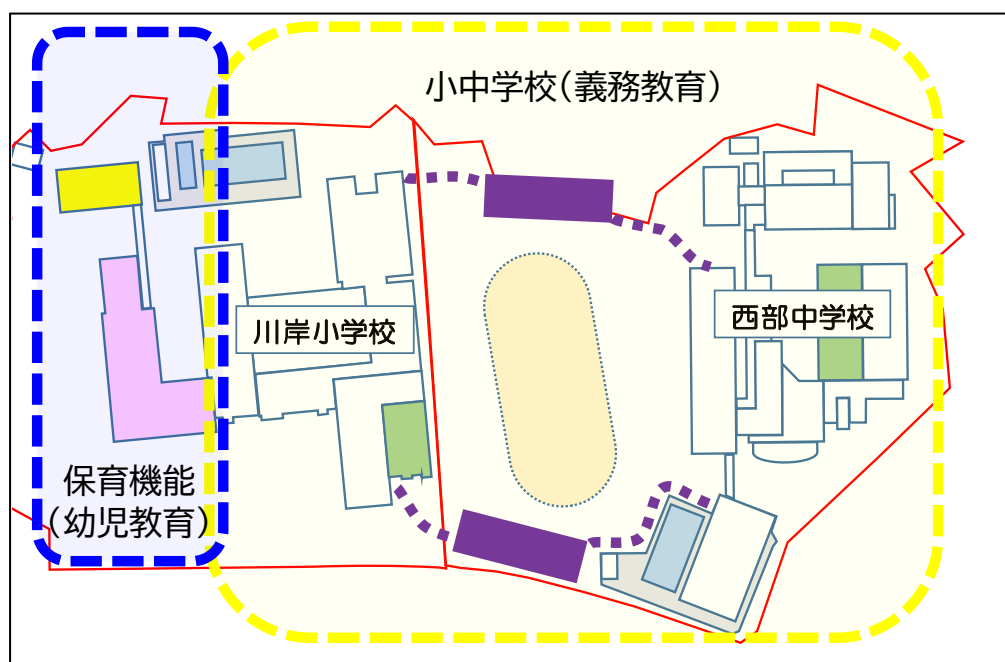 小中学校(義務教育)
川岸小学校
西部中学校
保育機能
(幼児教育)